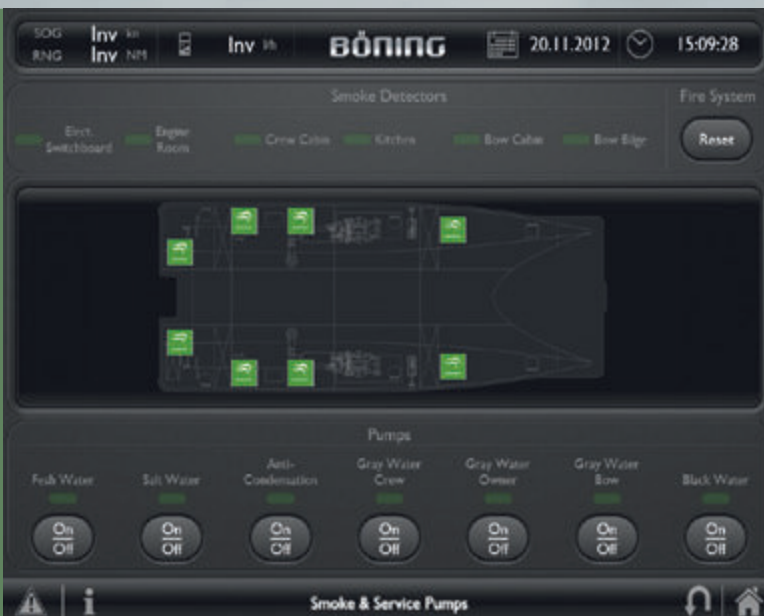 SOG Inv kn
RNG Inv NM
Inv l/h
BÖNING
20.11.2012
15:09:28
Smoke Detectors
Fire System
Elect.
Switchboard
Engine
Room
Crew Cabin
Kitchen
Bow Cabin
Bow Bilge
Reset
Pumps
Fesh Water
Salt Water
Anti-
Condensation
Gray Water
Crew
Gray Water
Owner
Gray Water
Bow
Black Water
On
Off
On
Off
On
Off
On
Off
On
Off
On
Off
On
Off
i
Smoke & Service Pumps